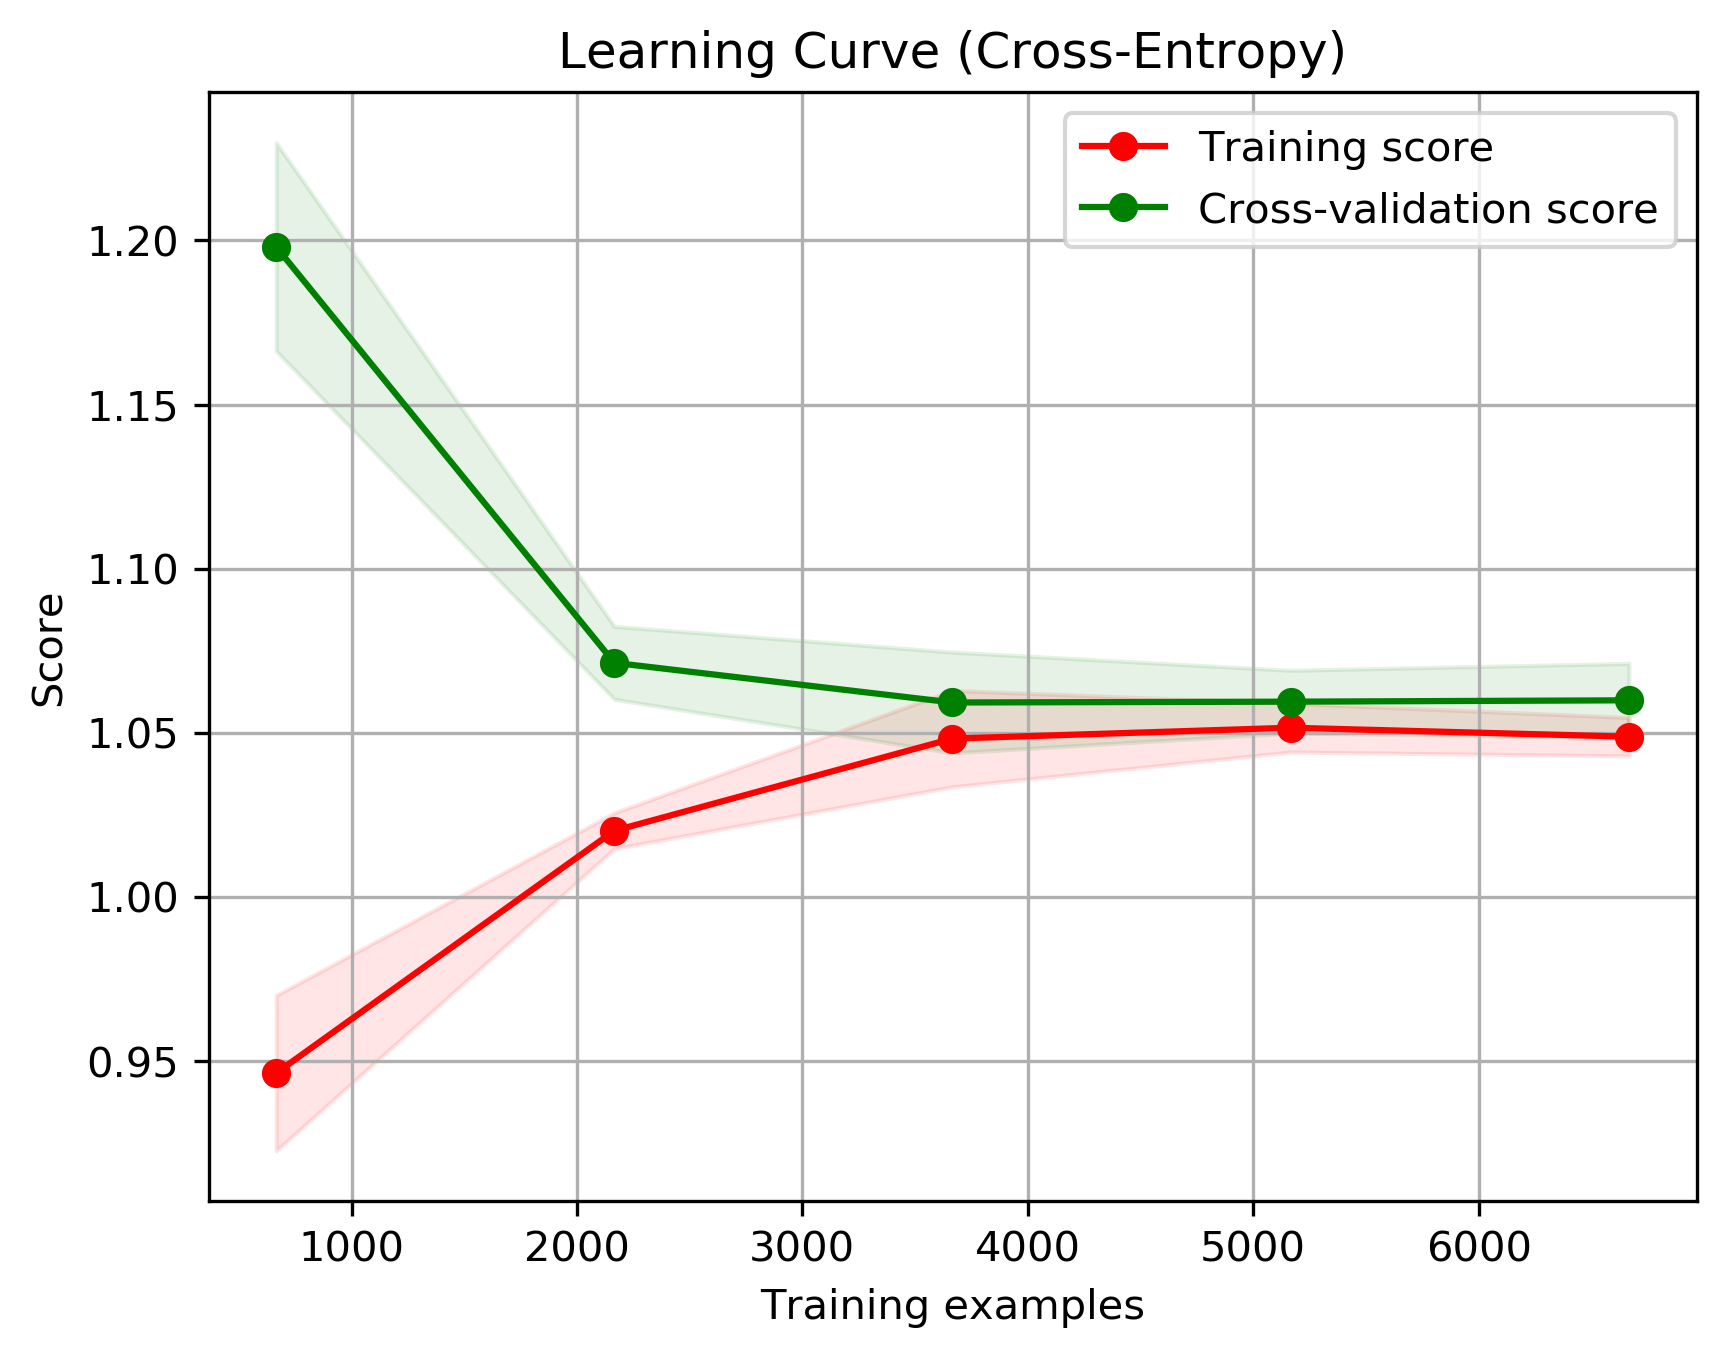 Learning Curve (Cross-Entropy)
Training score
Cross-validation score
1.20
1.15
1.10
1.05
1.00
0.95
Score
1000 2000 3000 4000 5000 6000
Training examples